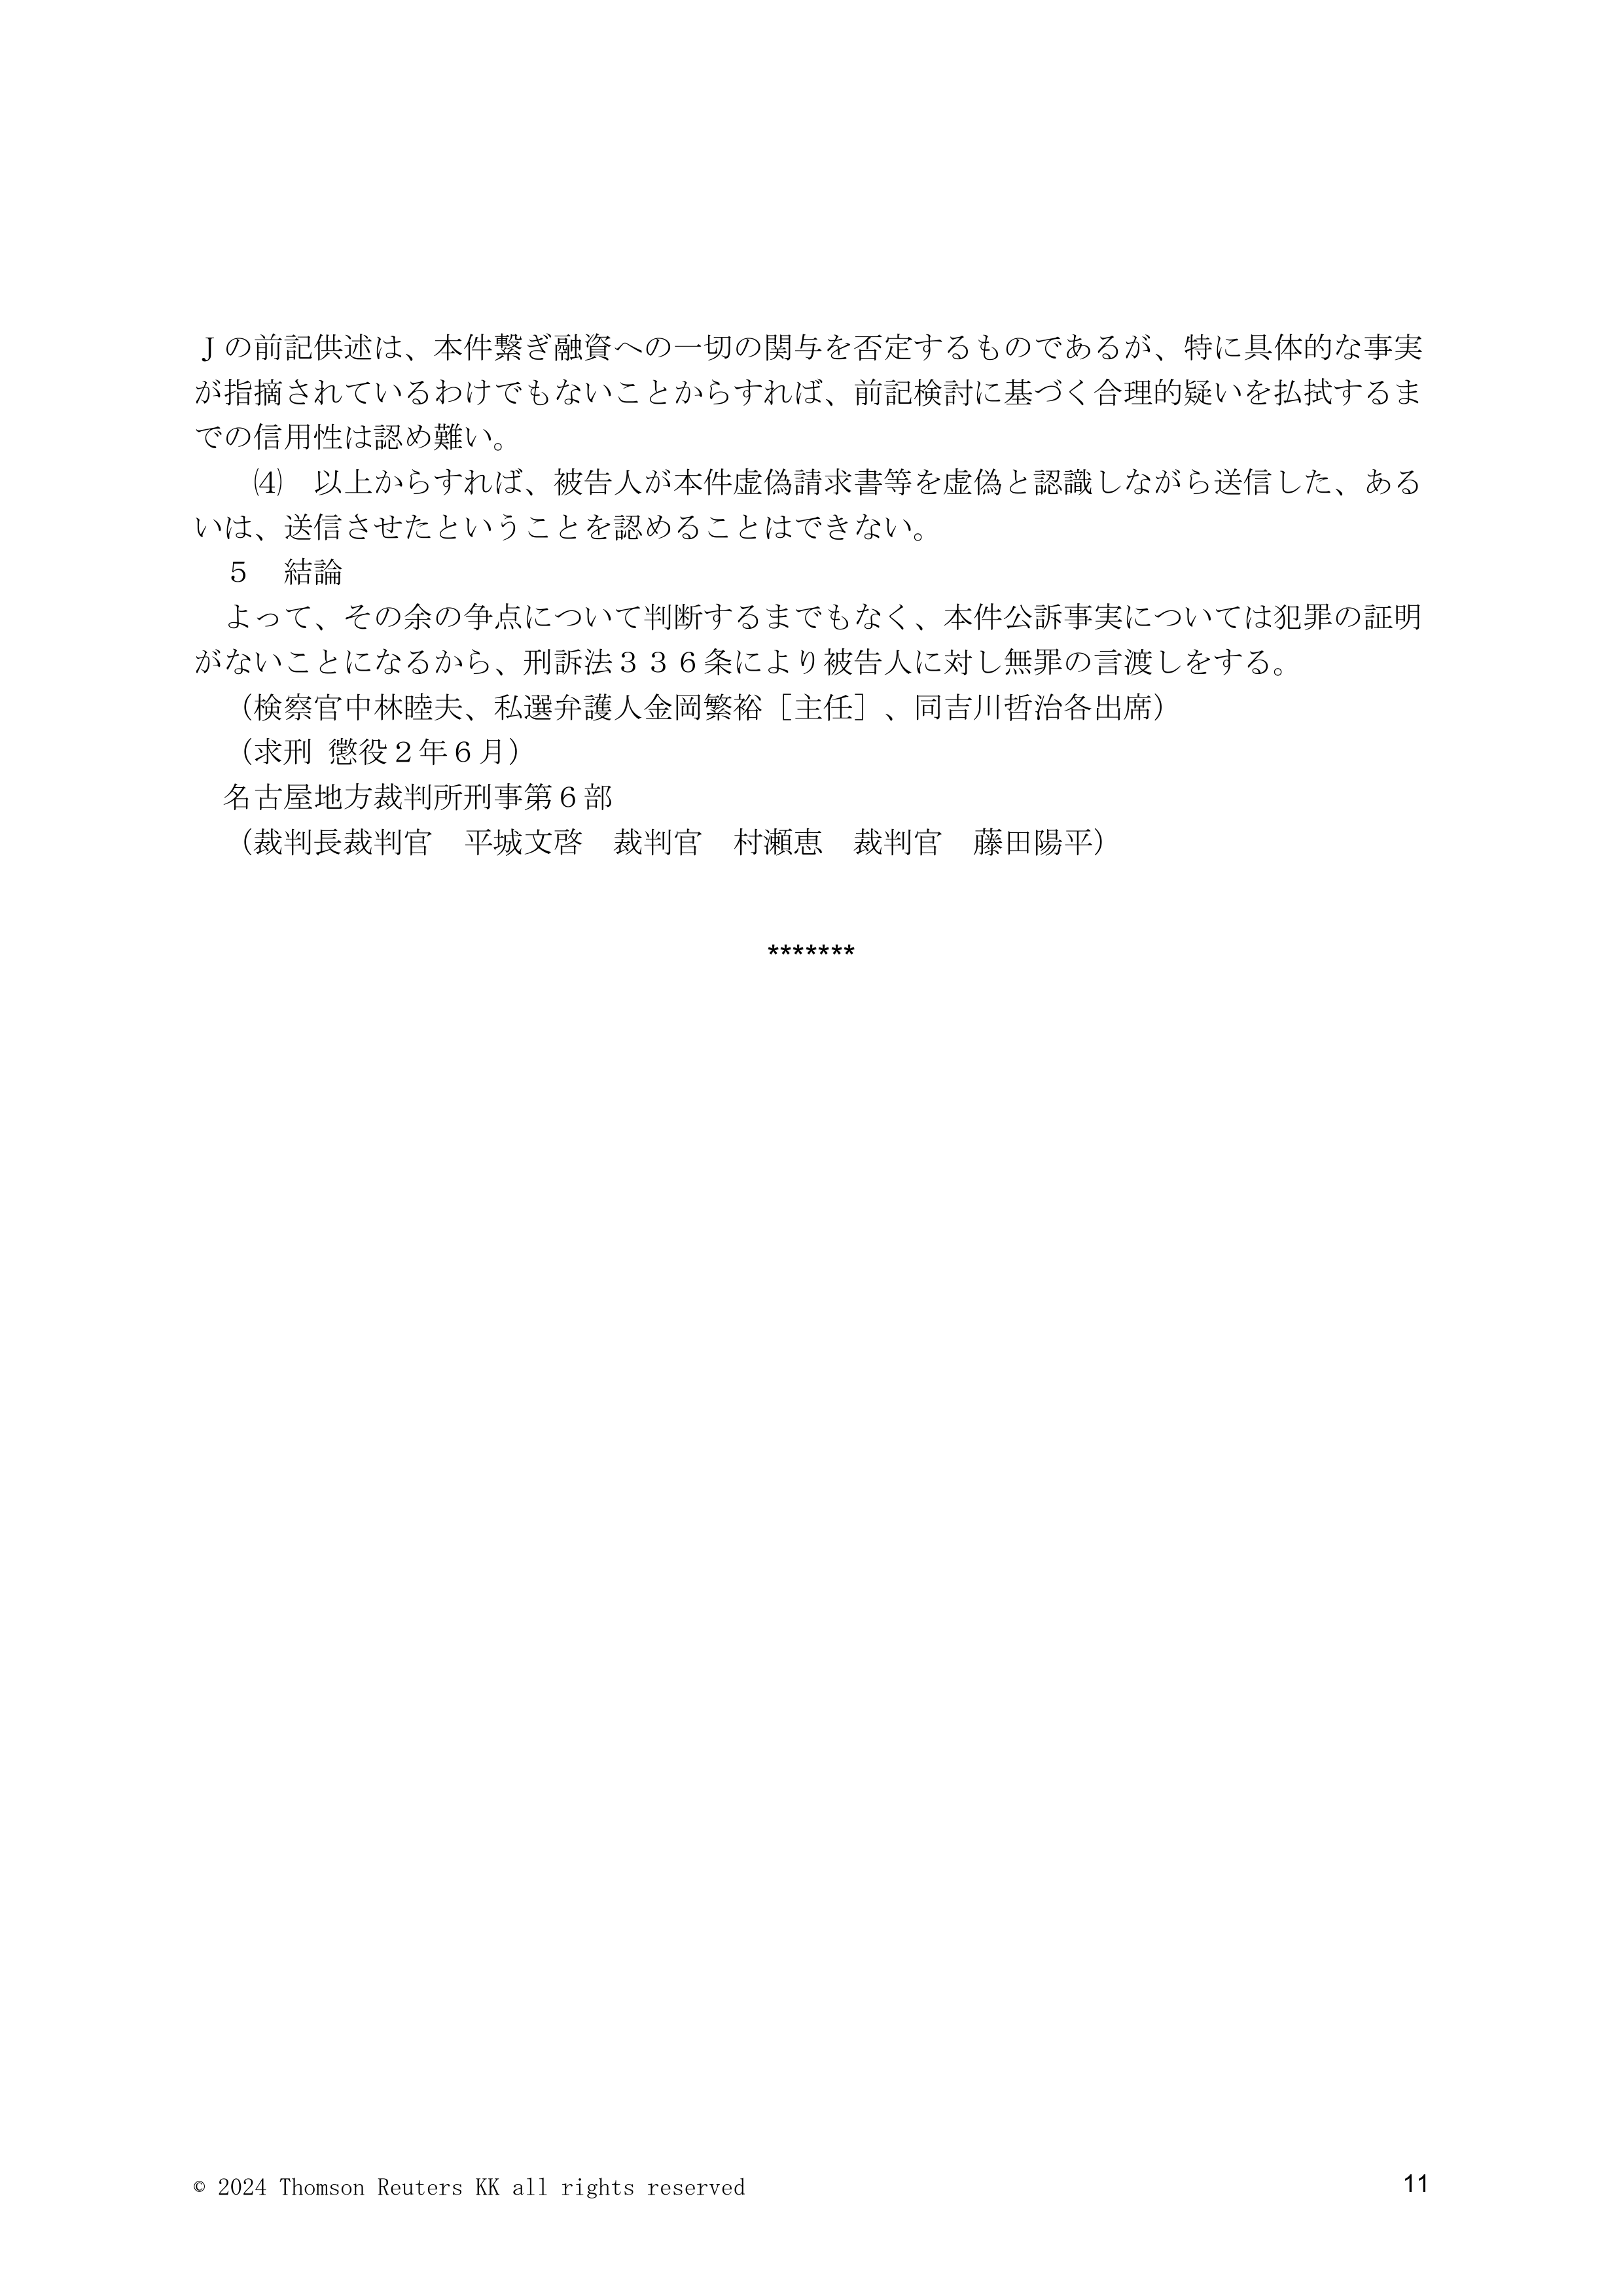 Ｊの前記供述は、本件繋ぎ融資への一切の関与を否定するものであるが、特に具体的な事実
が指摘されているわけでもないことからすれば、前記検討に基づく合理的疑いを払拭するま
での信用性は認め難い。
⑷　以上からすれば、被告人が本件虚偽請求書等を虚偽と認識しながら送信した、ある
いは、送信させたということを認めることはできない。
５　結論
よって、その余の争点について判断するまでもなく、本件公訴事実については犯罪の証明
がないことになるから、刑訴法３３６条により被告人に対し無罪の言渡しをする。
（検察官中林睦夫、私選弁護人金岡繁裕［主任］、同吉川哲治各出席）
（求刑 懲役２年６月）
名古屋地方裁判所刑事第６部
（裁判長裁判官　平城文啓　裁判官　村瀬恵　裁判官　藤田陽平）
*******
© 2024 Thomson Reuters KK all rights reserved
11